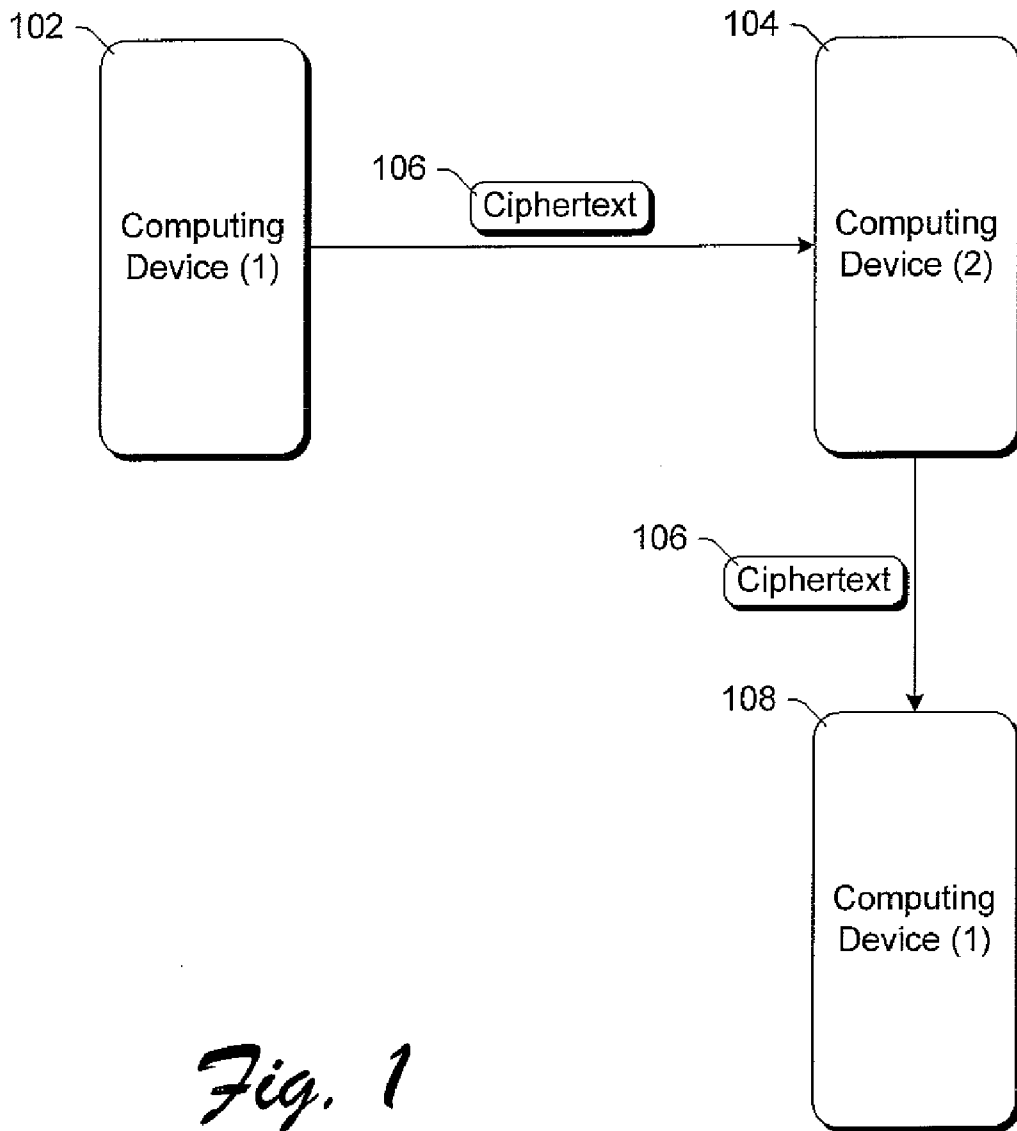 102
104
106
Ciphertext
Computing
Device (1)
Computing
Device (2)
106
Ciphertext
108
Computing
Device (1)
Fig. 1